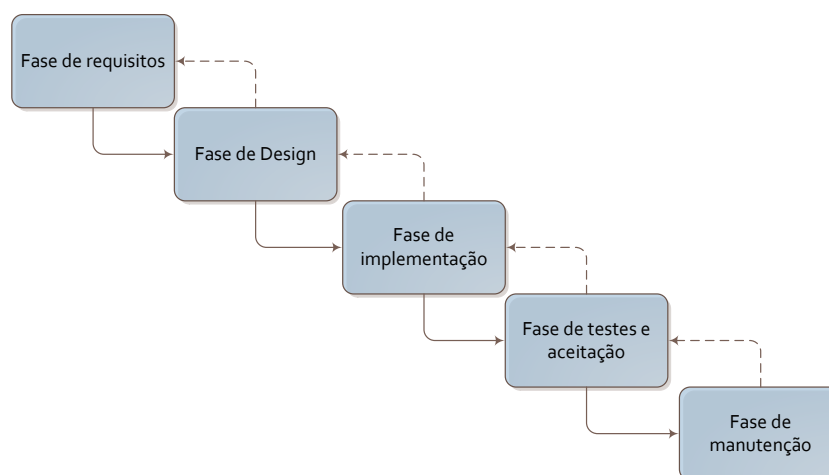 Fase de requisitos
Fase de Design
Fase de
implementação
Fase de testes e
aceitação
Fase de
manutenção